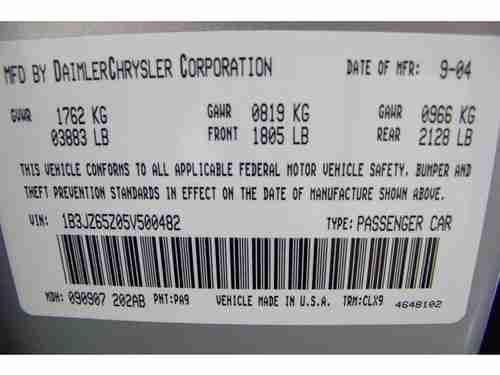 MFD BY DAIMLERCHRYSLER CORPORATION DATE OF MFR: 9-04
GVWR 1762 KG GAWR 0819 KG GAWR 0966 KG
03883 LB FRONT 1805 LB REAR 2128 LB
THIS VEHICLE CONFORMS TO ALL APPLICABLE FEDERAL MOTOR VEHICLE SAFETY, BUMPER AND
THEFT PREVENTION STANDARDS IN EFFECT ON THE DATE OF MANUFACTURE SHOWN ABOVE.
VIN: 1B3JZ65Z05V500482 TYPE: PASSENGER CAR
MDH: 090907 202AB PNT:PA9 VEHICLE MADE IN U.S.A. TRM:CLX9 4648102